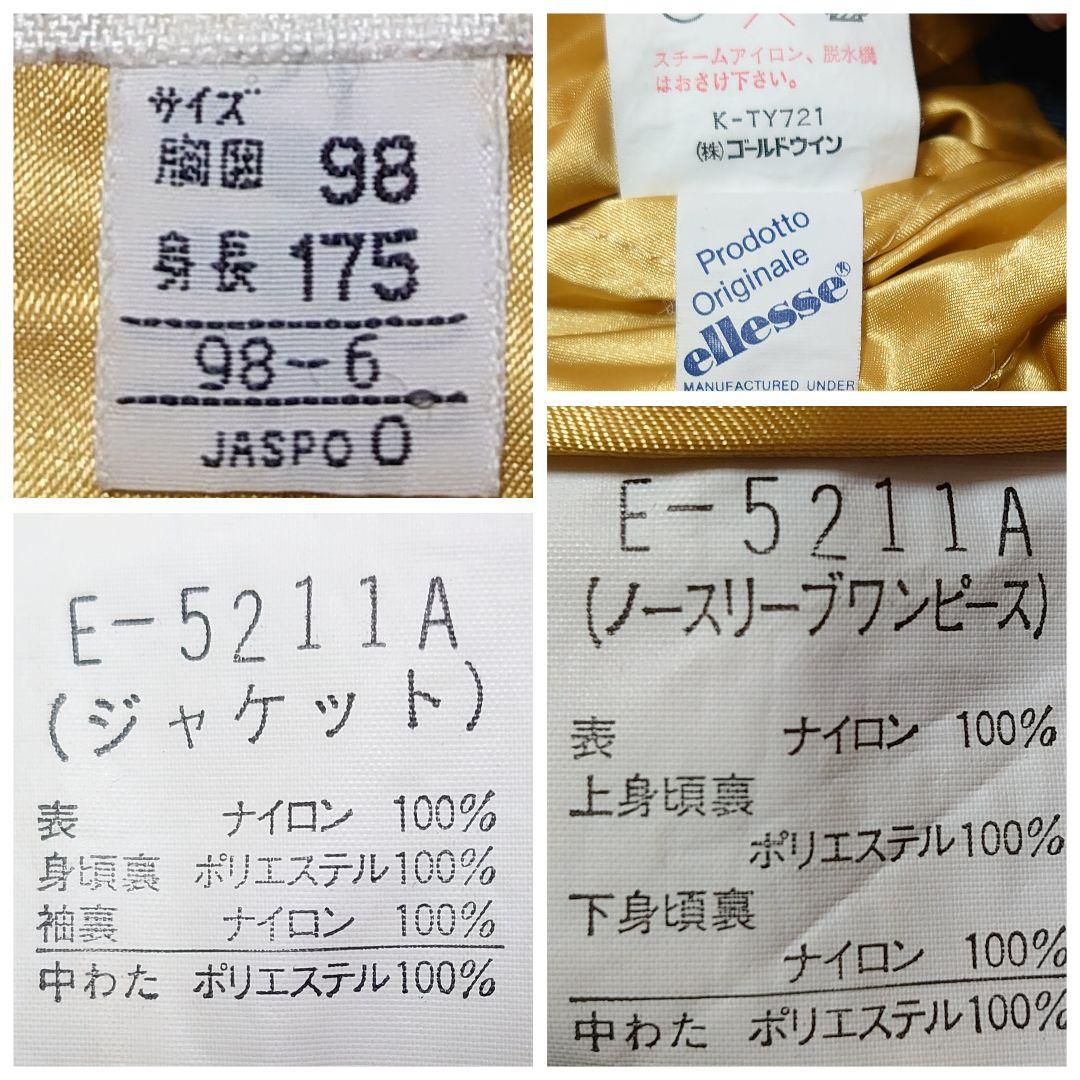 サイズ
胸囲 98
身長 175
98-6
JASPO O
スチームアイロン、脱水機
はおさけ下さい。
K-TY721
(株)ゴールドウイン
Prodotto
Originale
ellesse®
MANUFACTURED UNDER
E-5211A
(ジャケット)
表 ナイロン 100%
身頃裏 ポリエステル100%
袖裏 ナイロン 100%
中わた ポリエステル100%
E-5211A
(ノースリーブワンピース)
表 ナイロン 100%
上身頃裏
ポリエステル100%
下身頃裏
ナイロン 100%
中わた ポリエステル100%